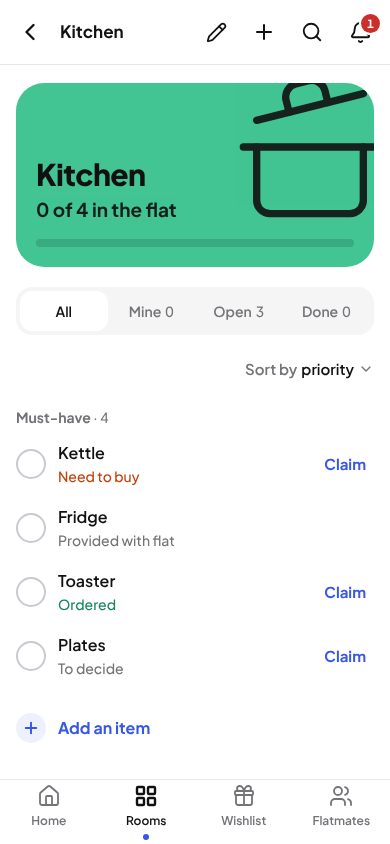 Kitchen
1
Kitchen
0 of 4 in the flat
All
Mine 0
Open 3
Done 0
Sort by priority
Must-have · 4
Kettle
Need to buy
Claim
Fridge
Provided with flat
Toaster
Ordered
Claim
Plates
To decide
Claim
Add an item
Home
Rooms
Wishlist
Flatmates